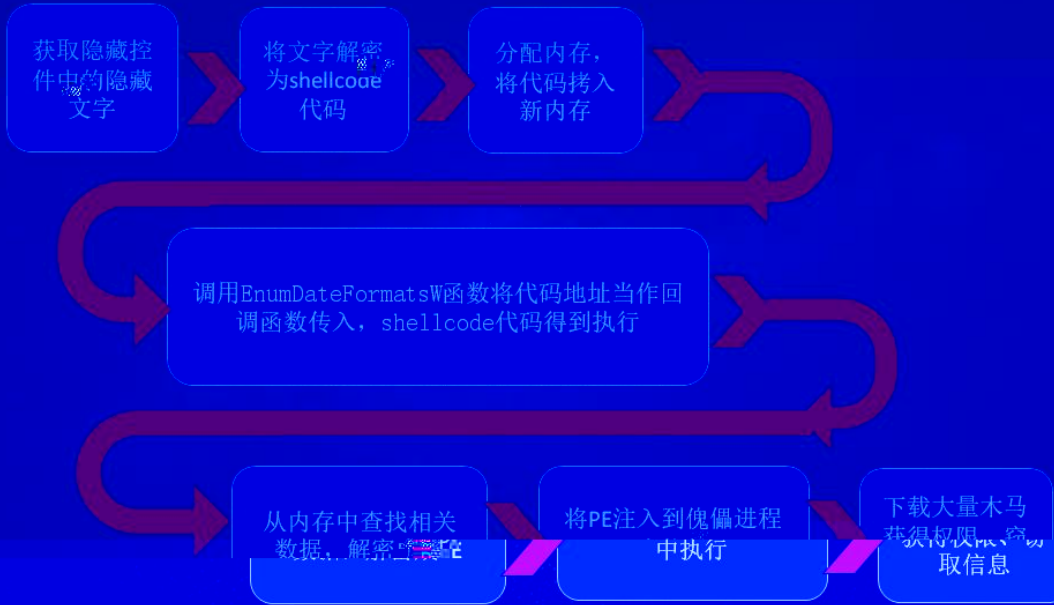 获取隐藏控
件中的隐藏
文字
将文字解密
为shellcode
代码
分配内存，
将代码拷入
新内存
调用EnumDateFormatsW函数将代码地址当作回
调函数传入，shellcode代码得到执行
从内存中查找相关
数据，解密出
将PE注入到傀儡进程
中执行
下载大量木马
获得权限、窃
取信息